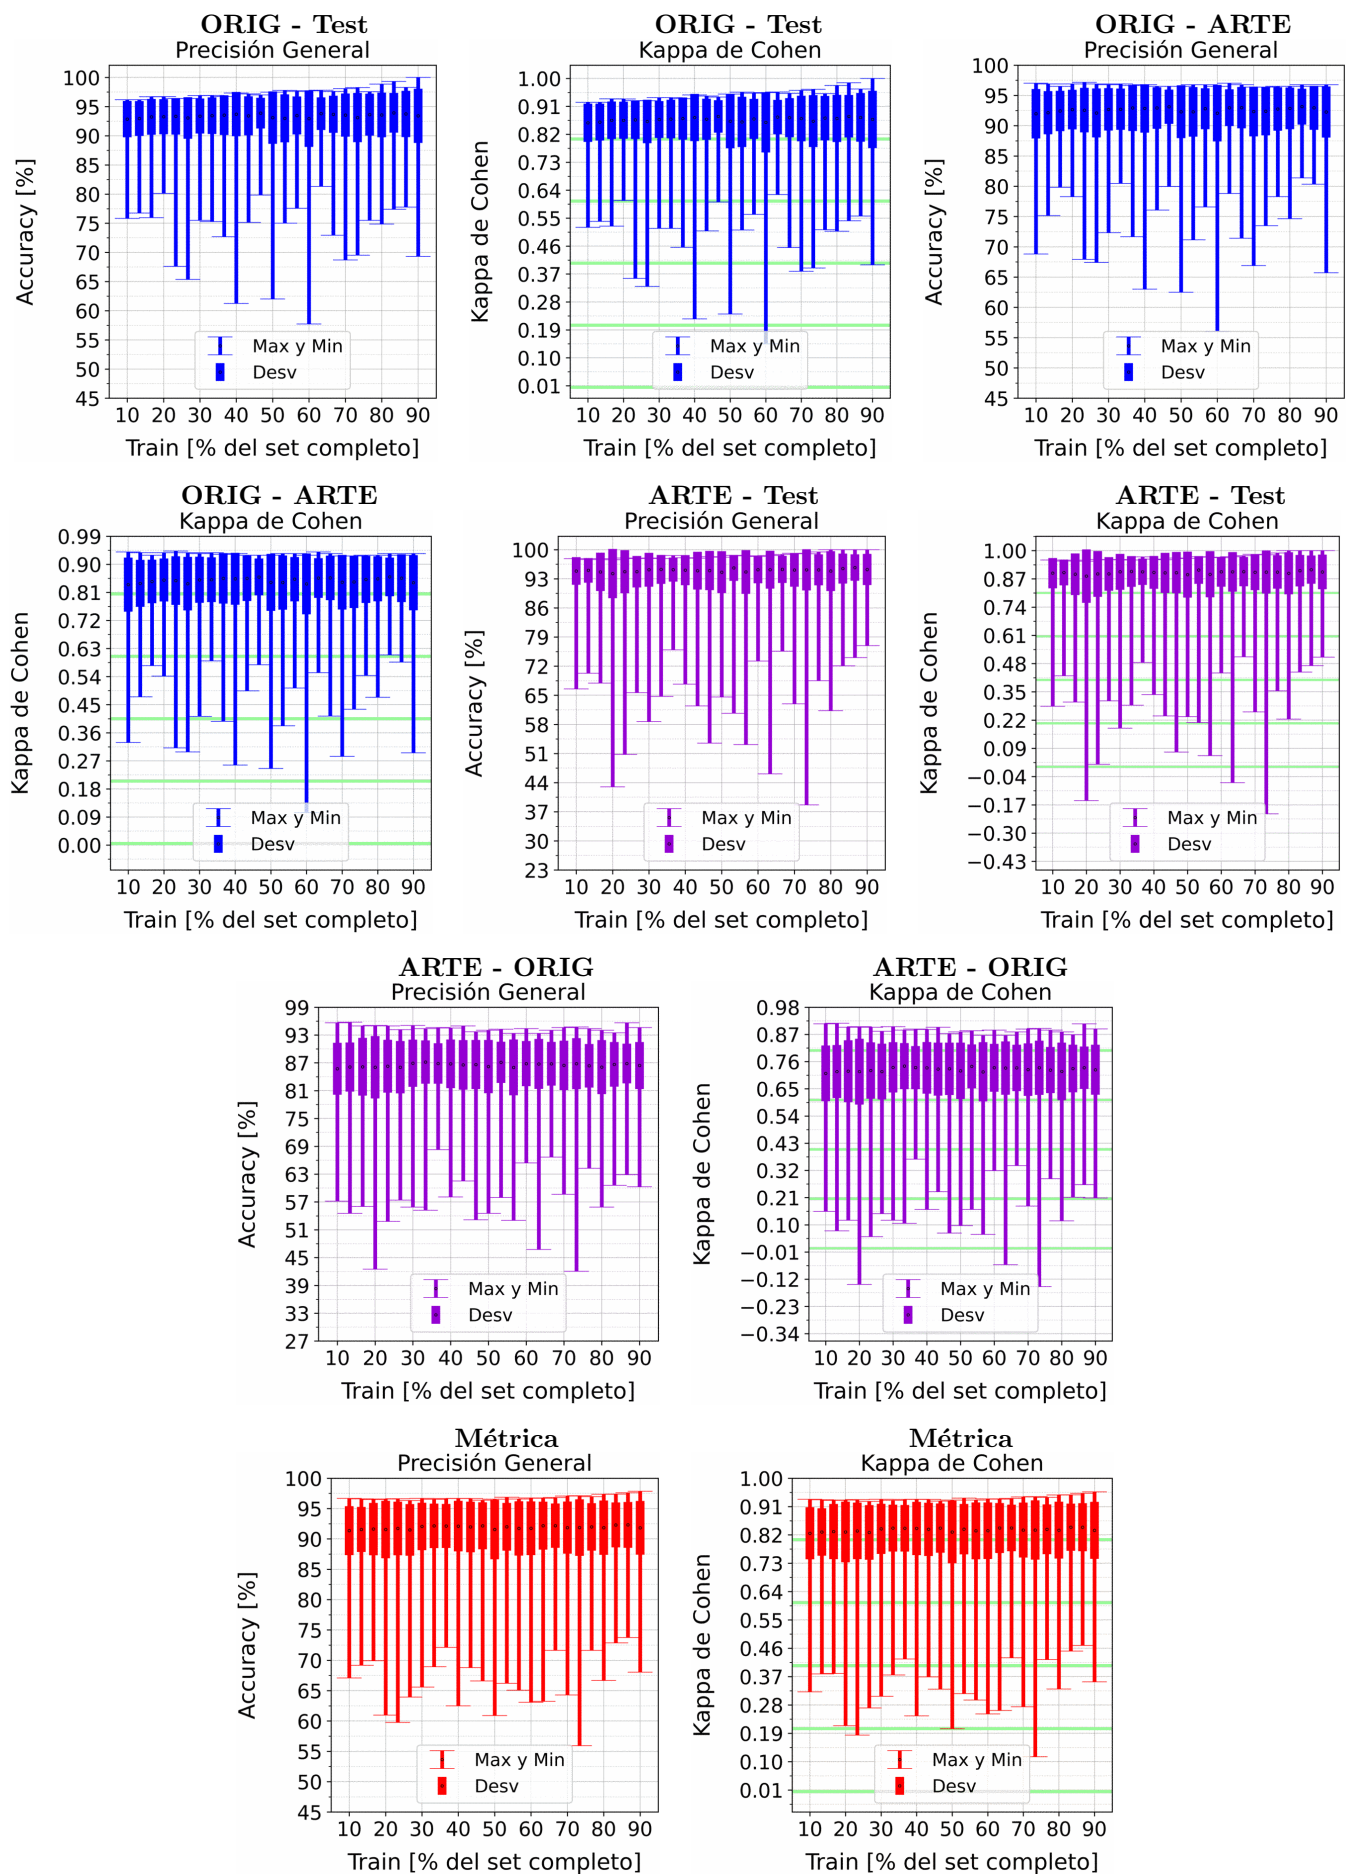 ORIG - Test
Precisión General
Accuracy [%]
100
95
90
85
80
75
70
65
60
55
50
45
Max y Min
Desv
10 20 30 40 50 60 70 80 90
Train [% del set completo]
ORIG - Test
Kappa de Cohen
Kappa de Cohen
1.00
0.91
0.82
0.73
0.64
0.55
0.46
0.37
0.28
0.19
0.10
0.01
Max y Min
Desv
10 20 30 40 50 60 70 80 90
Train [% del set completo]
ORIG - ARTE
Precisión General
Accuracy [%]
100
95
90
85
80
75
70
65
60
55
50
45
Max y Min
Desv
10 20 30 40 50 60 70 80 90
Train [% del set completo]
ORIG - ARTE
Kappa de Cohen
Kappa de Cohen
0.99
0.90
0.81
0.72
0.63
0.54
0.45
0.36
0.27
0.18
0.09
0.00
Max y Min
Desv
10 20 30 40 50 60 70 80 90
Train [% del set completo]
ARTE - Test
Precisión General
Accuracy [%]
100
93
86
79
72
65
58
51
44
37
30
23
Max y Min
Desv
10 20 30 40 50 60 70 80 90
Train [% del set completo]
ARTE - Test
Kappa de Cohen
Kappa de Cohen
1.00
0.87
0.74
0.61
0.48
0.35
0.22
0.09
−0.04
−0.17
−0.30
−0.43
Max y Min
Desv
10 20 30 40 50 60 70 80 90
Train [% del set completo]
ARTE - ORIG
Precisión General
Accuracy [%]
99
93
87
81
75
69
63
57
51
45
39
33
27
Max y Min
Desv
10 20 30 40 50 60 70 80 90
Train [% del set completo]
ARTE - ORIG
Kappa de Cohen
Kappa de Cohen
0.98
0.87
0.76
0.65
0.54
0.43
0.32
0.21
0.10
−0.01
−0.12
−0.23
−0.34
Max y Min
Desv
10 20 30 40 50 60 70 80 90
Train [% del set completo]
Métrica
Precisión General
Accuracy [%]
100
95
90
85
80
75
70
65
60
55
50
45
Max y Min
Desv
10 20 30 40 50 60 70 80 90
Train [% del set completo]
Métrica
Kappa de Cohen
Kappa de Cohen
1.00
0.91
0.82
0.73
0.64
0.55
0.46
0.37
0.28
0.19
0.10
0.01
Max y Min
Desv
10 20 30 40 50 60 70 80 90
Train [% del set completo]